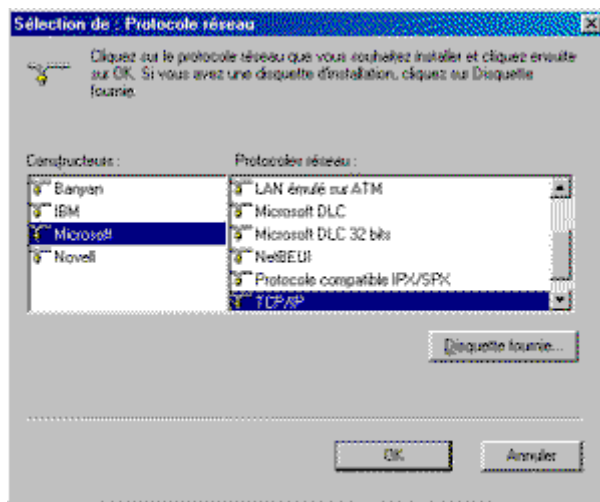 Sélection de : Protocole réseau
Cliquez sur le protocole réseau que vous souhaitez installer et cliquez ensuite
sur OK. Si vous avez une disquette d'installation, cliquez sur Disquette
fournie.
Constructeurs :
Protocoles réseau :
Banyan
IBM
Microsoft
Novell
LAN émulé sur ATM
Microsoft DLC
Microsoft DLC 32 bits
NetBEUI
Protocole compatible IPX/SPX
TCP/IP
Disquette fournie...
OK
Annuler